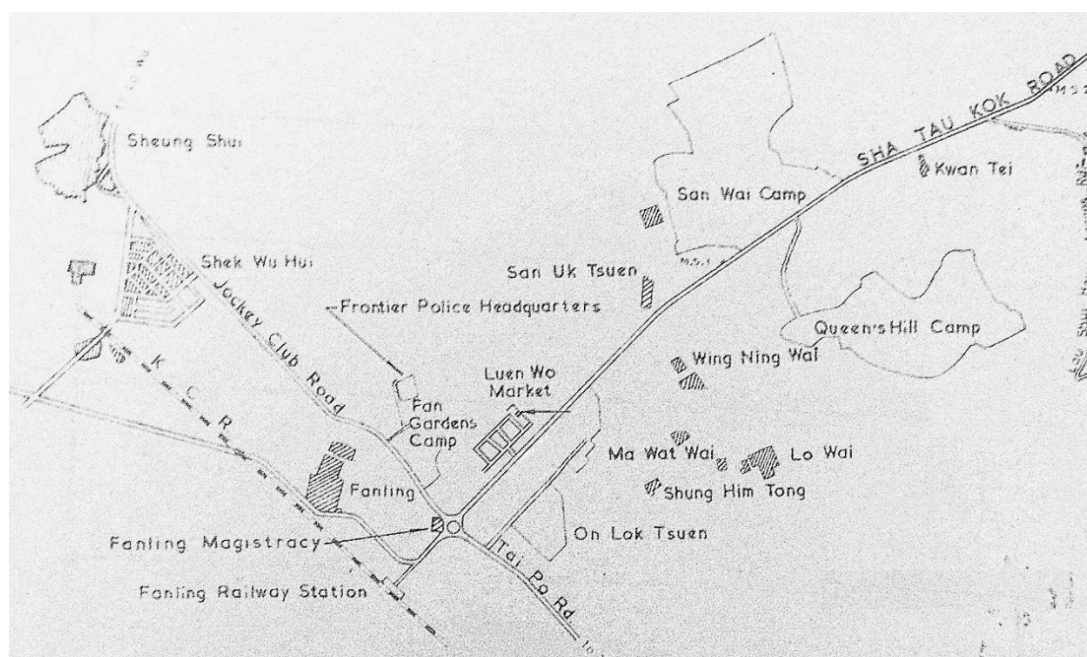 Sheung Shui
SHA TAU KOK ROAD
Kwan Tei
San Wai Camp
M.S.1
Shek Wu Hui
San Uk Tsuen
Jockey Club Road
Frontier Police Headquarters
Queen's Hill Camp
K C R
Luen Wo
Market
Wing Ning Wai
Fan
Gardens
Camp
Ma Wat Wai
Lo Wai
Fanling
Shung Him Tong
Fanling Magistracy
On Lok Tsuen
Tai Po Rd
Fanling Railway Station
to